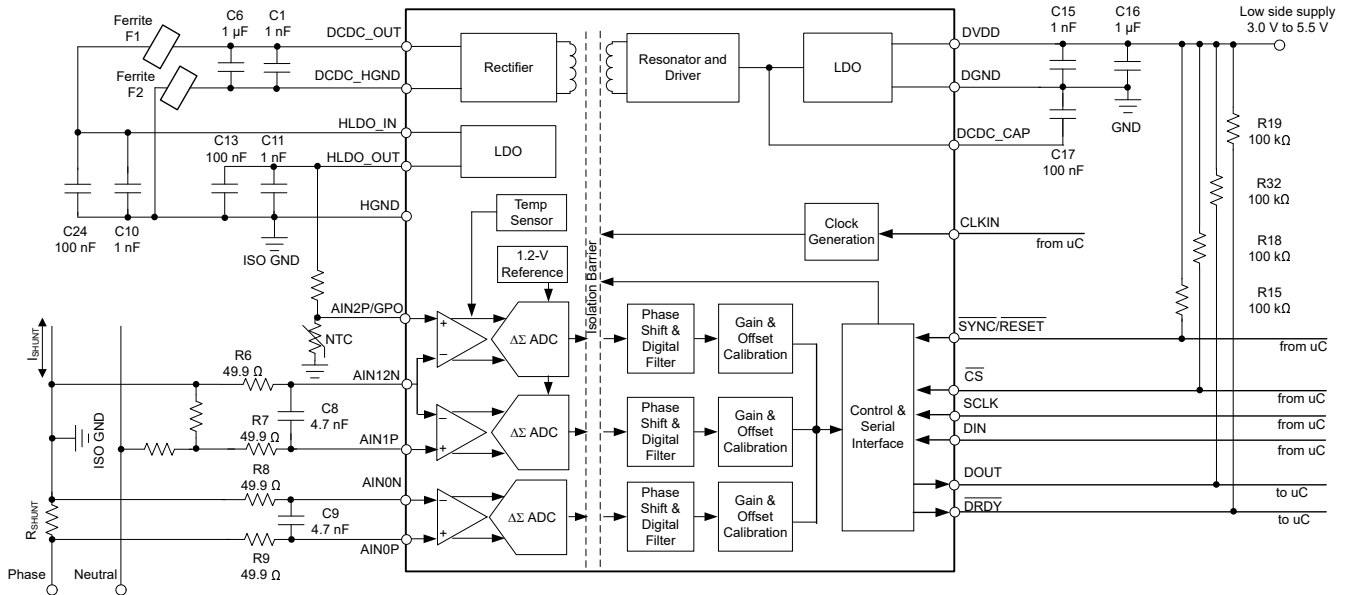 Ferrite
F1
C6
1 µF
C1
1 nF
DCDC_OUT
Ferrite
F2
DCDC_HGND
Rectifier
Resonator and
Driver
LDO
DVDD
DGND
C15
1 nF
C16
1 µF
Low side supply
3.0 V to 5.5 V
GND
DCDC_CAP
C17
100 nF
R19
100 kΩ
R32
100 kΩ
R18
100 kΩ
R15
100 kΩ
HLDO_IN
C13
100 nF
C11
1 nF
HLDO_OUT
LDO
HGND
C24
100 nF
C10
1 nF
ISO GND
Temp
Sensor
1.2-V
Reference
Isolation Barrier
Clock
Generation
CLKIN
from uC
AIN2P/GPO
NTC
ΔΣ ADC
Phase
Shift &
Digital
Filter
Gain &
Offset
Calibration
SYNC/RESET
from uC
ISHUNT
R6
49.9 Ω
AIN12N
C8
4.7 nF
R7
49.9 Ω
AIN1P
ISO GND
ΔΣ ADC
Phase
Shift &
Digital
Filter
Gain &
Offset
Calibration
Control &
Serial
Interface
CS
from uC
SCLK
from uC
DIN
from uC
R8
49.9 Ω
AIN0N
C9
4.7 nF
RSHUNT
AIN0P
R9
49.9 Ω
ΔΣ ADC
Phase
Shift &
Digital
Filter
Gain &
Offset
Calibration
DOUT
to uC
DRDY
to uC
Phase
Neutral
+
−
−
+
−
+